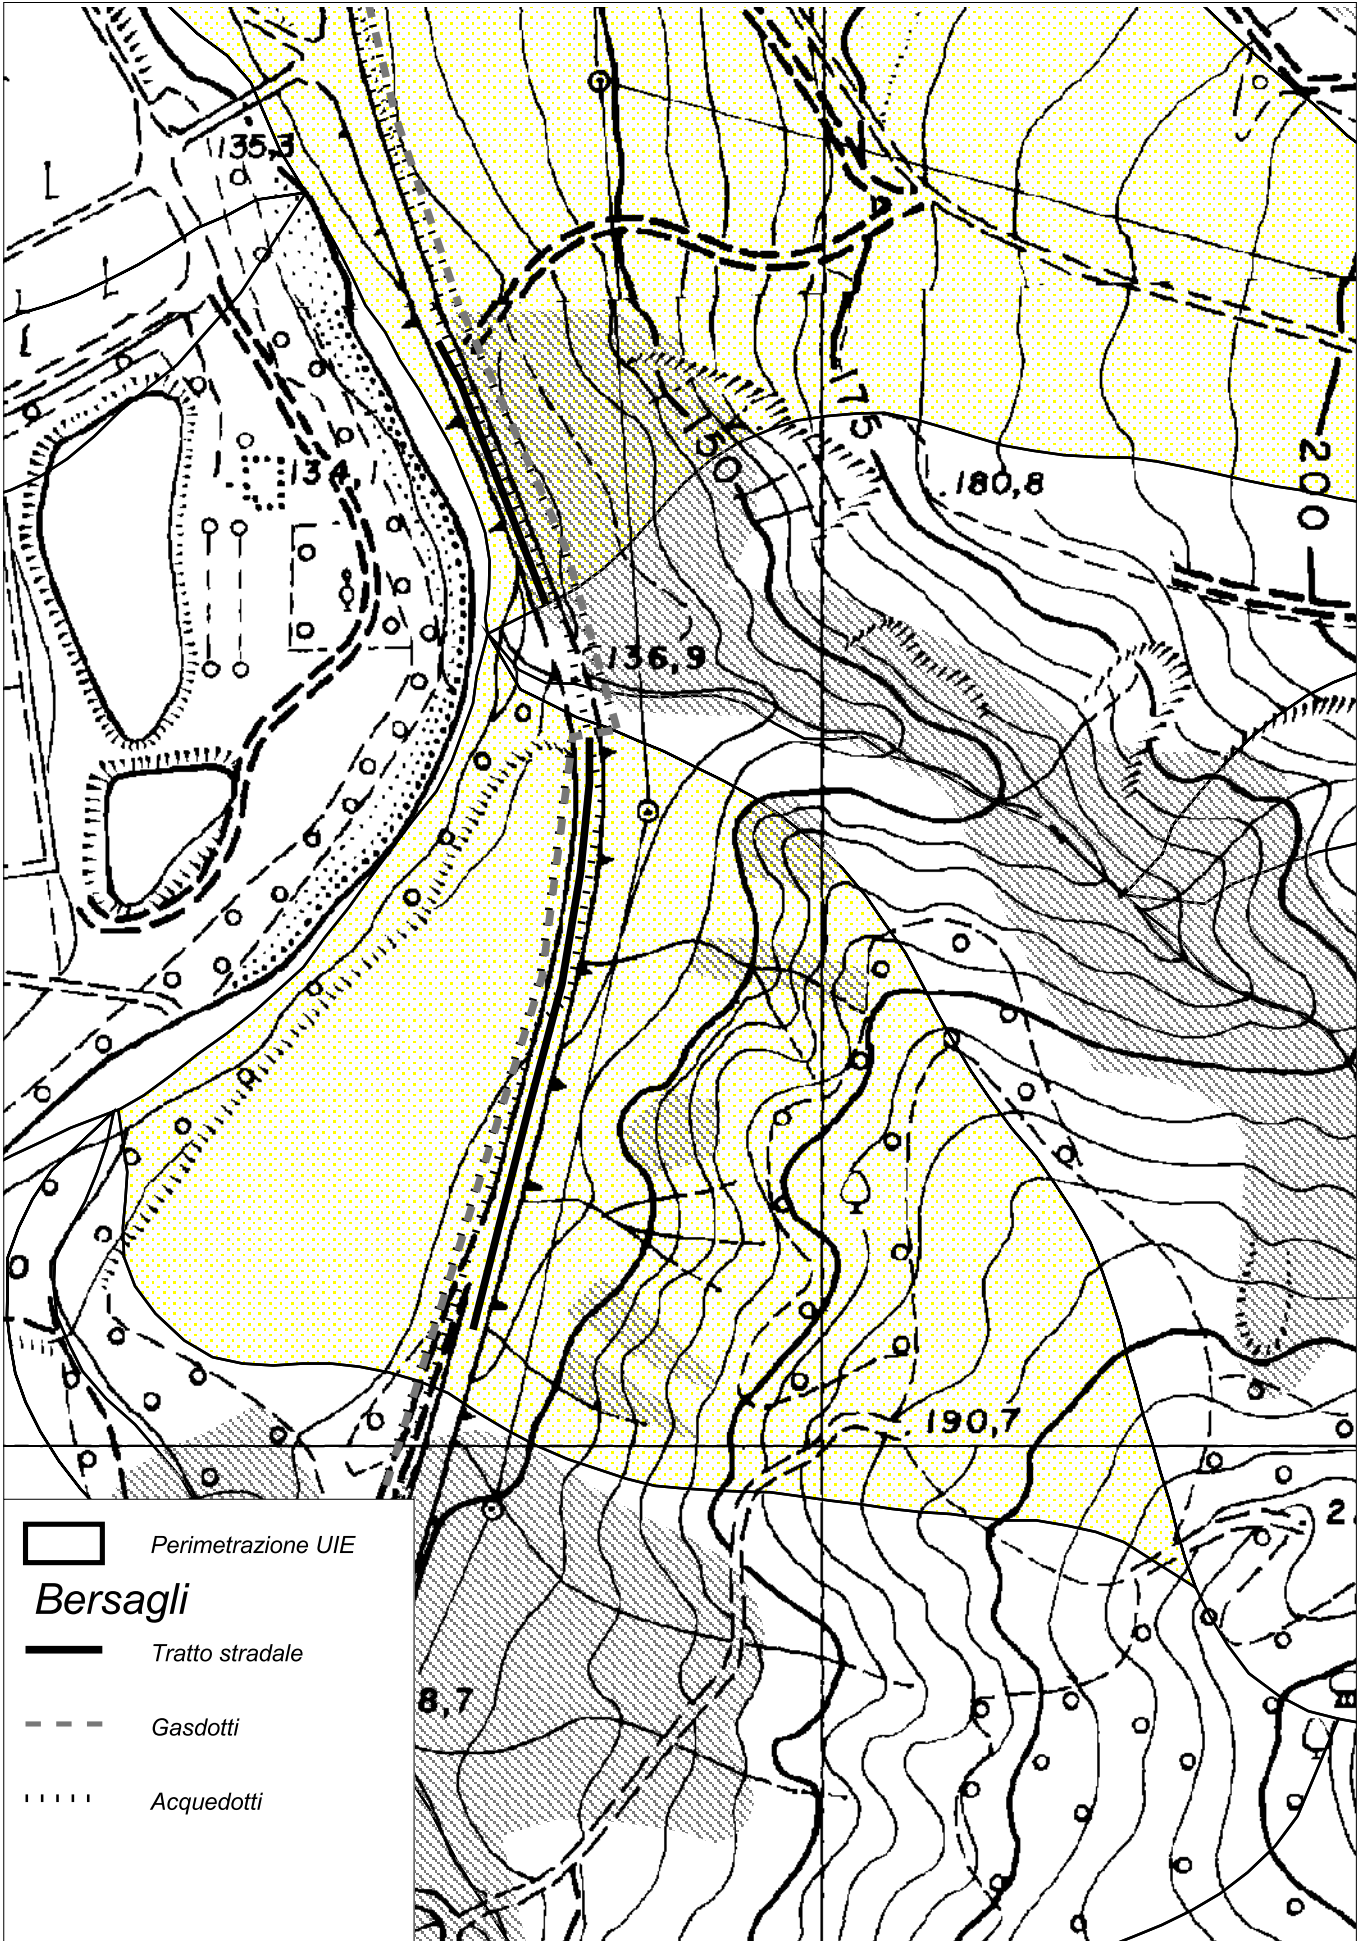 135,3
L
L
L
L
134,
150
175
180,8
200
136,9
190,7
2
8,7
Perimetrazione UIE
Bersagli
Tratto stradale
Gasdotti
Acquedotti